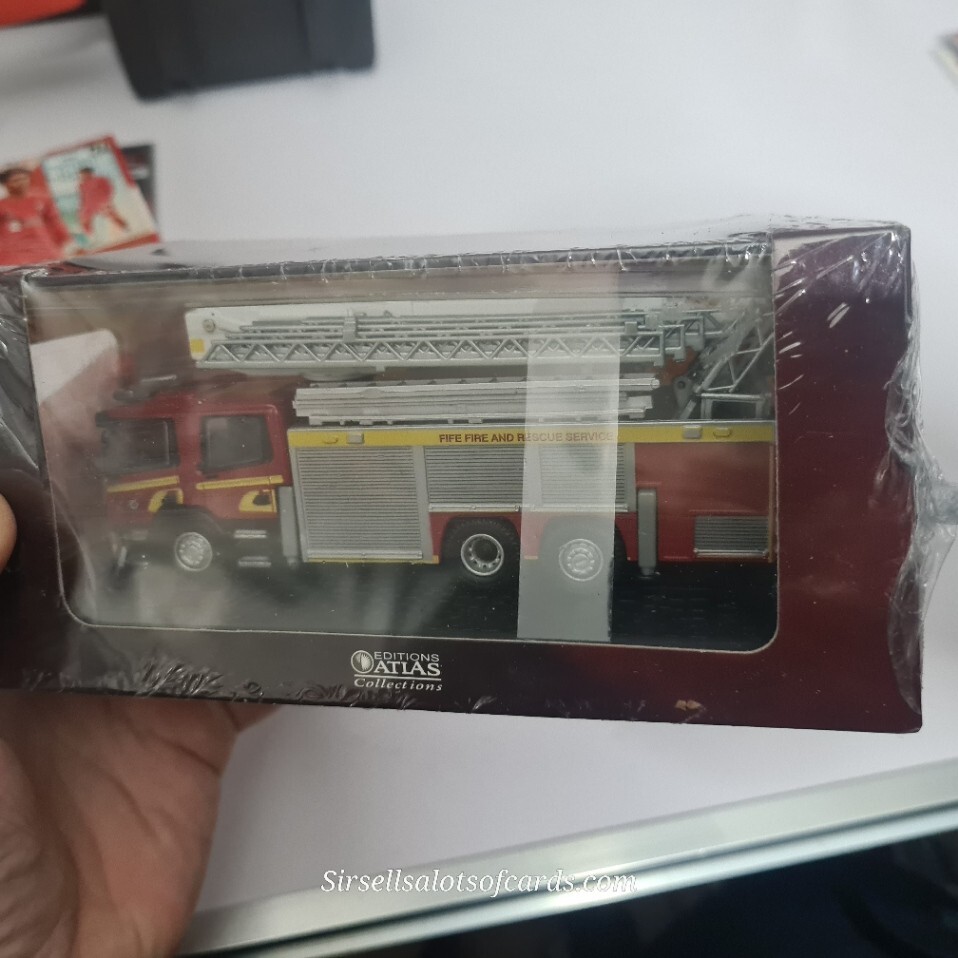 FIFE FIRE AND RESCUE SERVICE
EDITIONS
ATLAS
Collections
Sirsellsalotsofcards.com